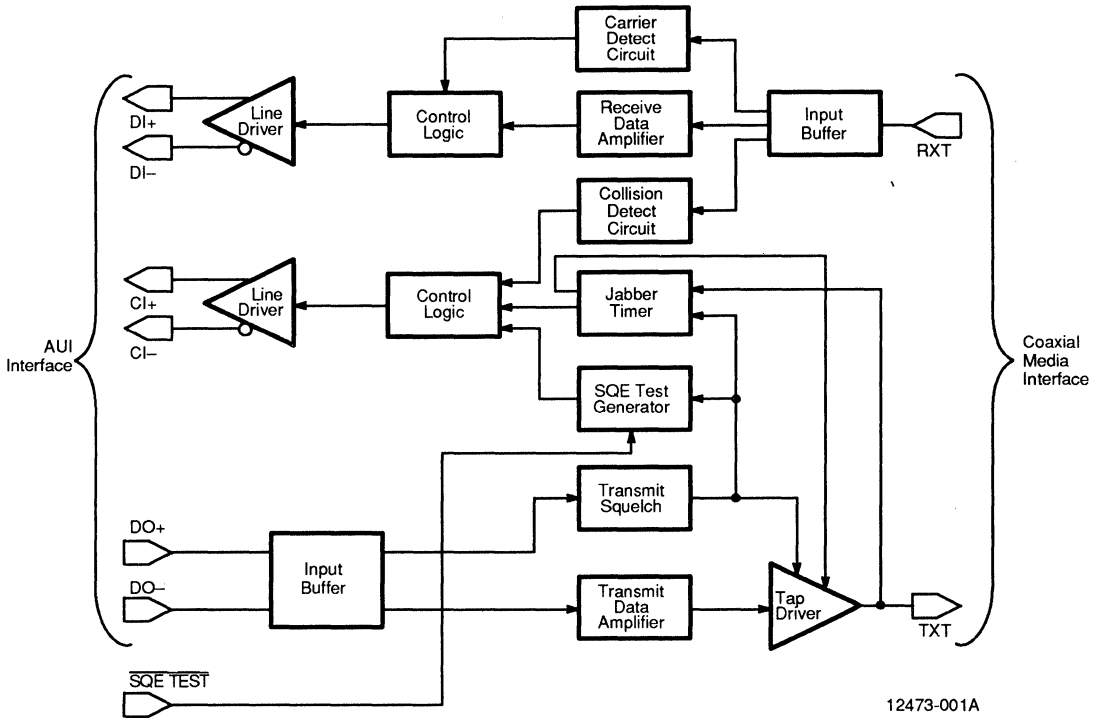 Carrier
Detect
Circuit
DI+
DI–
Line
Driver
Control
Logic
Receive
Data
Amplifier
Input
Buffer
RXT
Collision
Detect
Circuit
CI+
CI–
Line
Driver
Control
Logic
Jabber
Timer
AUI
Interface
Coaxial
Media
Interface
SQE Test
Generator
Transmit
Squelch
DO+
DO–
Input
Buffer
Transmit
Data
Amplifier
Tap
Driver
TXT
SQE TEST
12473-001A